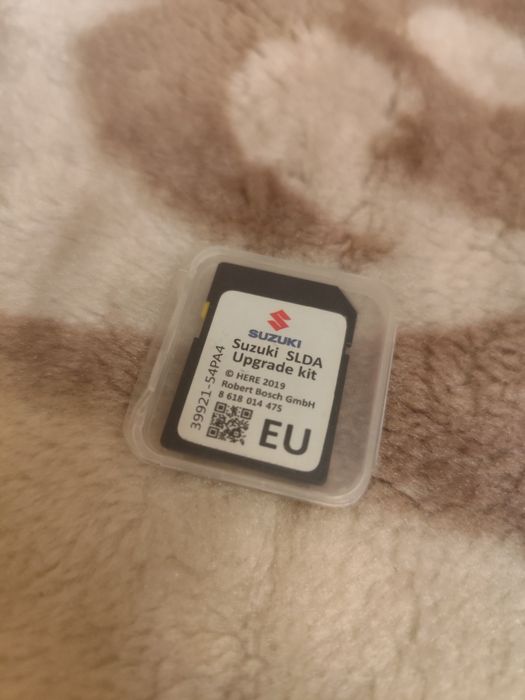 SUZUKI
Suzuki SLDA
Upgrade kit
© HERE 2019
Robert Bosch GmbH
8 618 014 475
EU
39921-54PA4